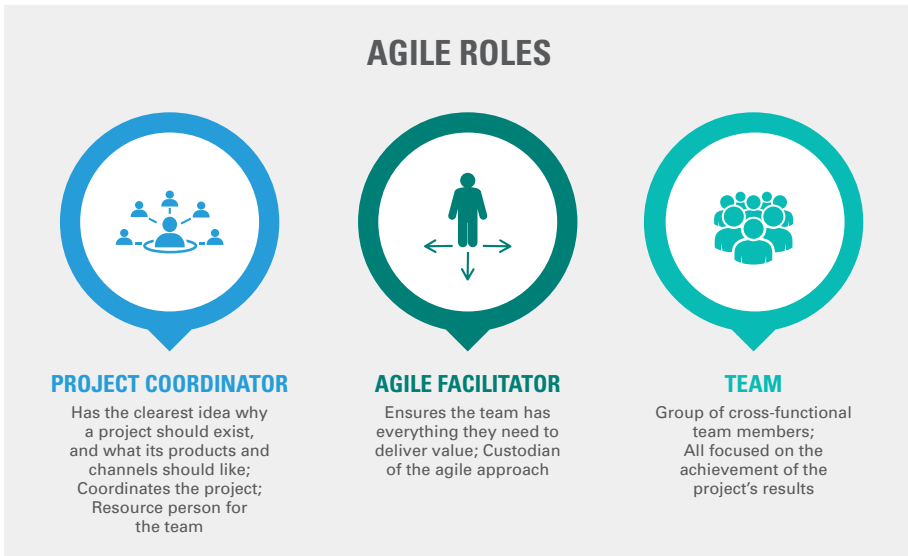 AGILE ROLES
PROJECT COORDINATOR
Has the clearest idea why
a project should exist,
and what its products and
channels should like;
Coordinates the project;
Resource person for
the team
AGILE FACILITATOR
Ensures the team has
everything they need to
deliver value; Custodian
of the agile approach
TEAM
Group of cross-functional
team members;
All focused on the
achievement of the
project's results